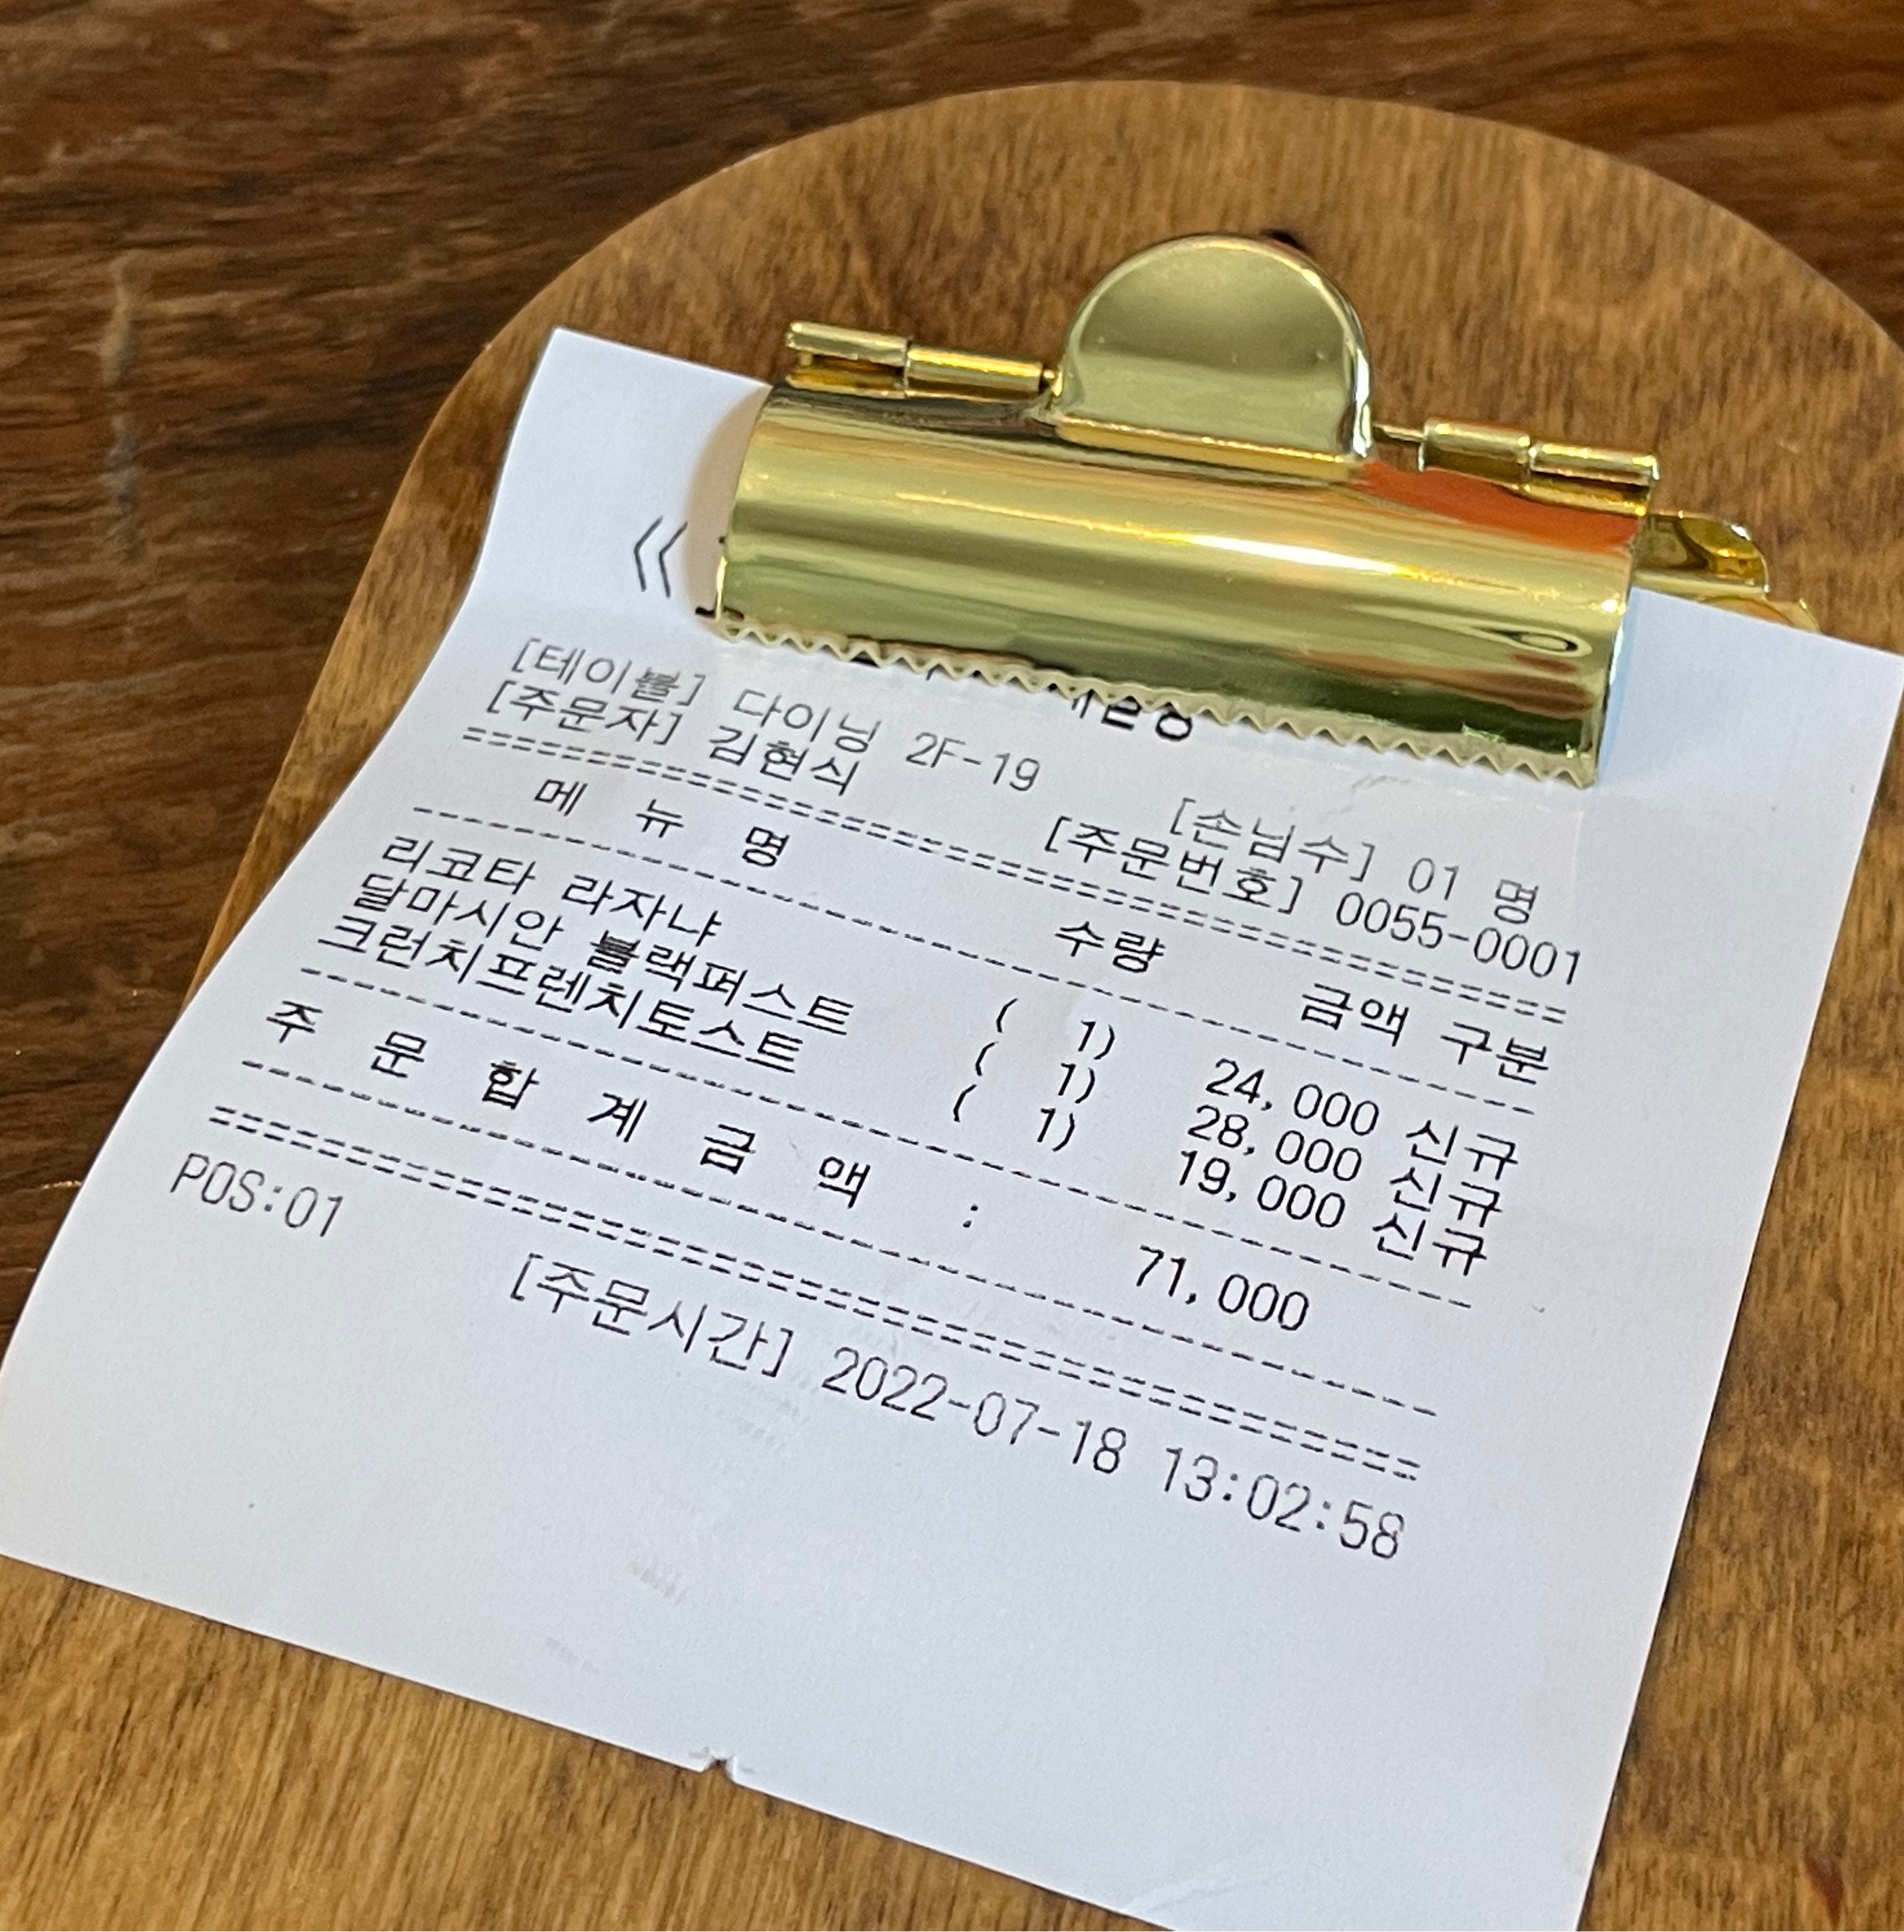 《
[테이블] 다이닝 2F-19 [손님수] 01 명
[주문자] 김현식 [주문번호] 0055-0001
==========================================
메 뉴 명 수량 금액 구분
------------------------------------------
리코타 라자냐 ( 1) 24,000 신규
달마시안 블랙퍼스트 ( 1) 28,000 신규
크런치프렌치토스트 ( 1) 19,000 신규
------------------------------------------
주 문 합 계 금 액 : 71,000
------------------------------------------
==========================================
POS:01 [주문시간] 2022-07-18 13:02:58